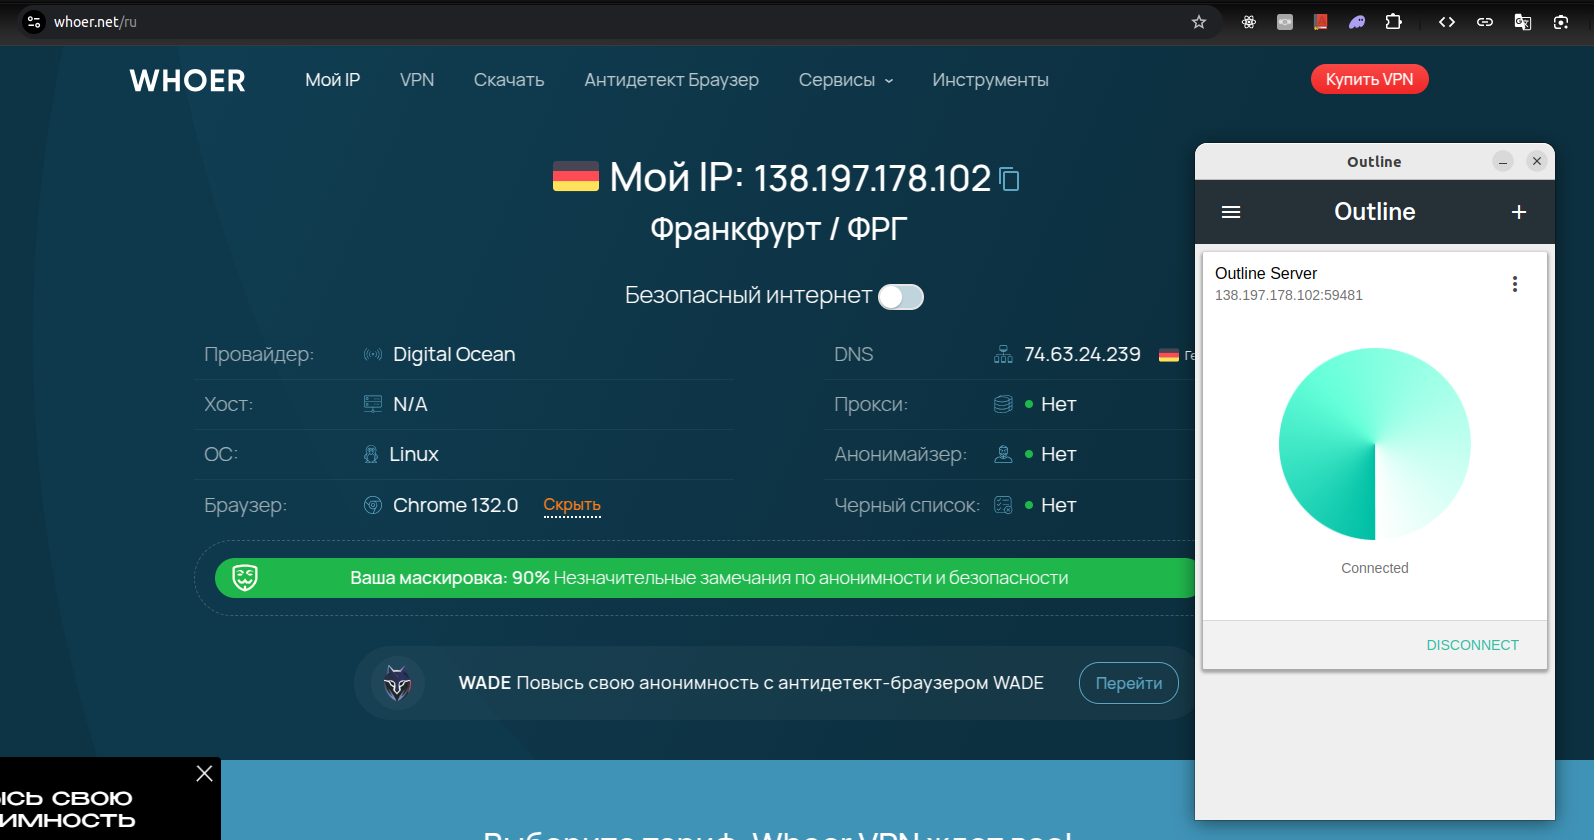 whoer.net/ru
WHOER
Мой IP
VPN
Скачать
Антидетект Браузер
Сервисы
Инструменты
Купить VPN
Мой IP: 138.197.178.102
Франкфурт / ФРГ
Безопасный интернет
Провайдер: Digital Ocean
Хост: N/A
ОС: Linux
Браузер: Chrome 132.0 Скрыть
DNS 74.63.24.239
Прокси: Нет
Анонимайзер: Нет
Черный список: Нет
Ваша маскировка: 90% Незначительные замечания по анонимности и безопасности
WADE Повысь свою анонимность с антидетект-браузером WADE
Перейти
СВОЮ
Outline
Outline
Outline Server
138.197.178.102:59481
Connected
DISCONNECT